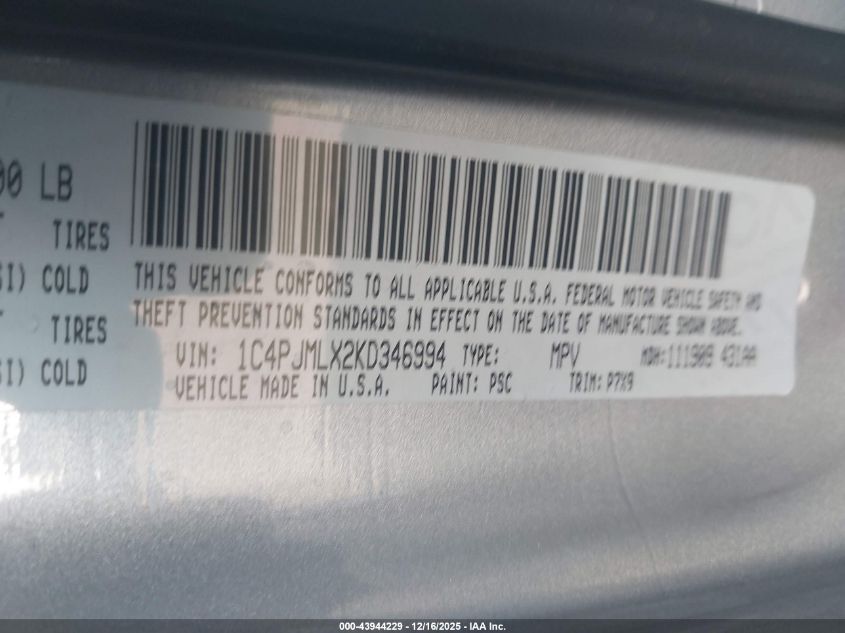 00 LB
TIRES
SI) COLD
TIRES
SI) COLD
THIS VEHICLE CONFORMS TO ALL APPLICABLE U.S.A. FEDERAL MOTOR VEHICLE SAFETY AND
THEFT PREVENTION STANDARDS IN EFFECT ON THE DATE OF MANUFACTURE SHOWN ABOVE.
VIN: 1C4PJMLX2KD346994 TYPE: MPV MDH: 111809 431AA
VEHICLE MADE IN U.S.A. PAINT: PSC TRIM: P7X9
000-43944229 - 12/16/2025 - IAA Inc.